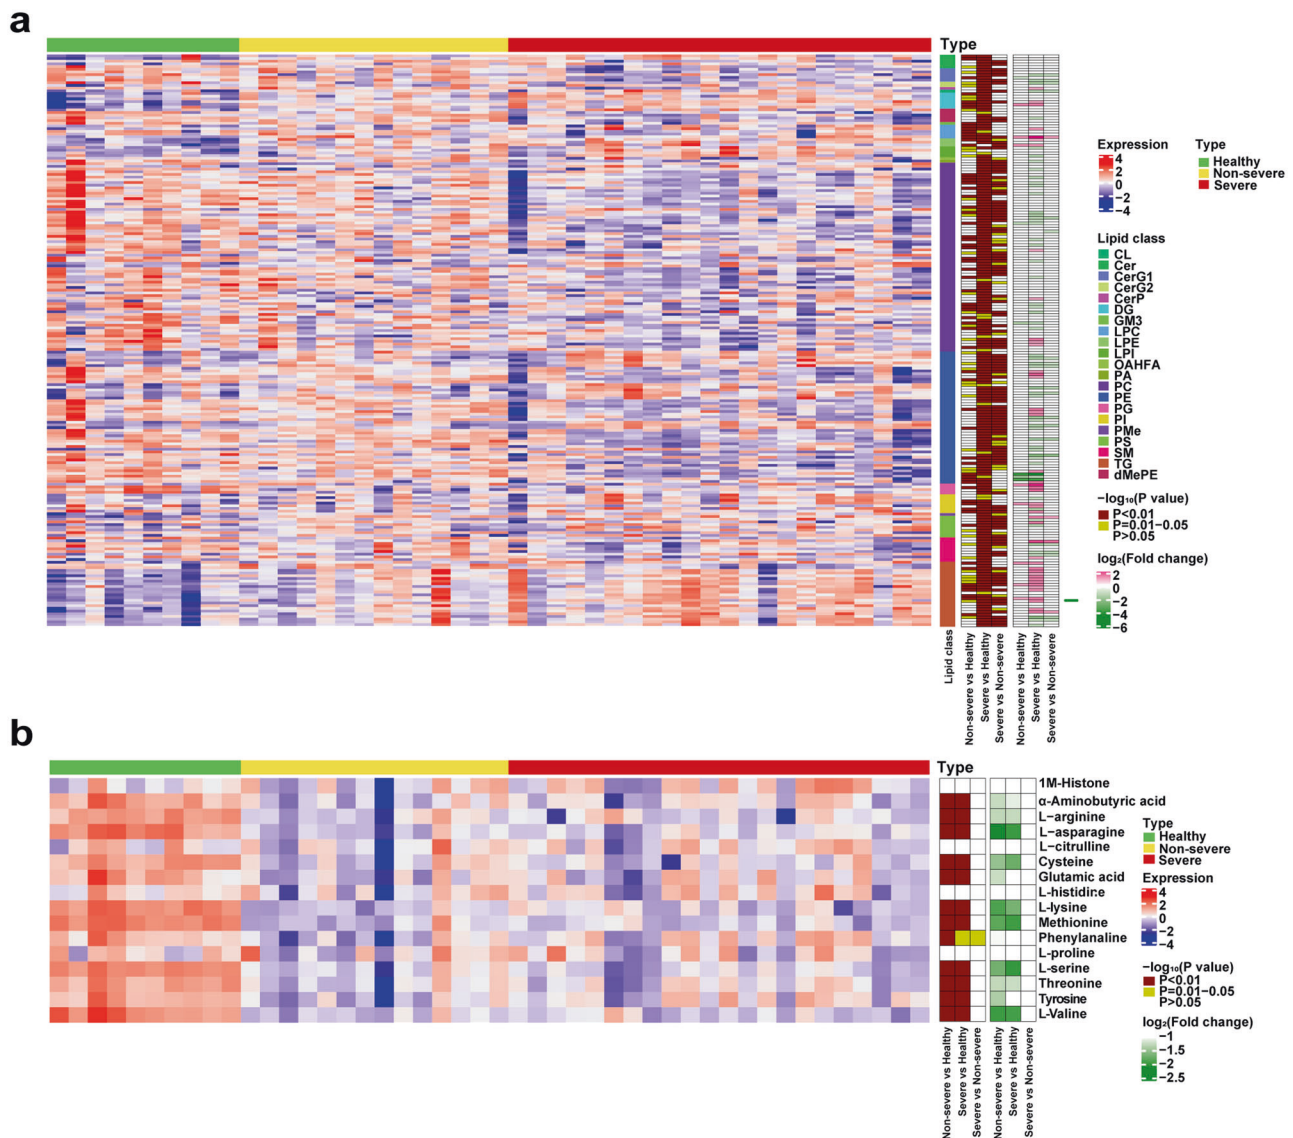 a
Type
Expression
4
2
0
−2
−4
Type
Healthy
Non-severe
Severe
Lipid class
CL
Cer
CerG1
CerG2
CerP
DG
GM3
LPC
LPE
LPI
OAHFA
PA
PC
PE
PG
PI
PMe
PS
SM
TG
dMePE
−log₁₀(P value)
P<0.01
P=0.01−0.05
P>0.05
log₂(Fold change)
2
0
−2
−4
−6
Lipid class
Non-severe vs Healthy
Severe vs Healthy
Severe vs Non-severe
Non-severe vs Healthy
Severe vs Healthy
Severe vs Non-severe
b
Type
1M-Histone
α-Aminobutyric acid
L−arginine
L−asparagine
L−citrulline
Cysteine
Glutamic acid
L-histidine
L-lysine
Methionine
Phenylanaline
L-proline
L-serine
Threonine
Tyrosine
L-Valine
Type
Healthy
Non-severe
Severe
Expression
4
2
0
−2
−4
−log₁₀(P value)
P<0.01
P=0.01−0.05
P>0.05
log₂(Fold change)
−1
−1.5
−2
−2.5
Non-severe vs Healthy
Severe vs Healthy
Severe vs Non-severe
Non-severe vs Healthy
Severe vs Healthy
Severe vs Non-severe